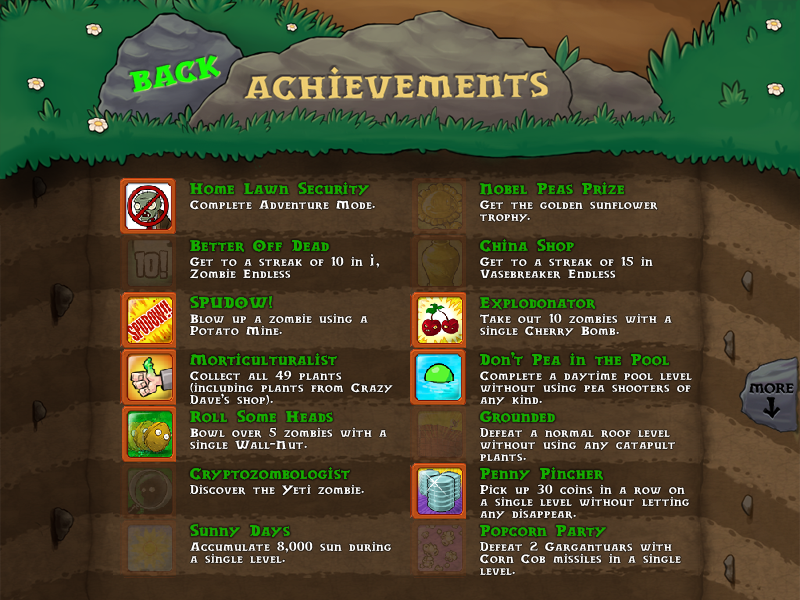 BACK
ACHIEVEMENTS
Home Lawn Security
Complete Adventure Mode.
Nobel Peas Prize
Get the golden sunflower
trophy.
Better Off Dead
Get to a streak of 10 in I,
Zombie Endless
10!
China Shop
Get to a streak of 15 in
Vasebreaker Endless
SPUDOW!
Blow up a zombie using a
Potato Mine.
SPUDOW!
Explodonator
Take out 10 zombies with a
single Cherry Bomb.
Morticulturalist
Collect all 49 plants
(including plants from Crazy
Dave's shop).
Don't Pea in the Pool
Complete a daytime pool level
without using pea shooters of
any kind.
MORE
Roll Some Heads
Bowl over 5 zombies with a
single Wall-Nut.
Grounded
Defeat a normal roof level
without using any catapult
plants.
Cryptozombologist
Discover the Yeti zombie.
Penny Pincher
Pick up 30 coins in a row on
a single level without letting
any disappear.
Sunny Days
Accumulate 8,000 sun during
a single level.
Popcorn Party
Defeat 2 Gargantuars with
Corn Cob missiles in a single
level.